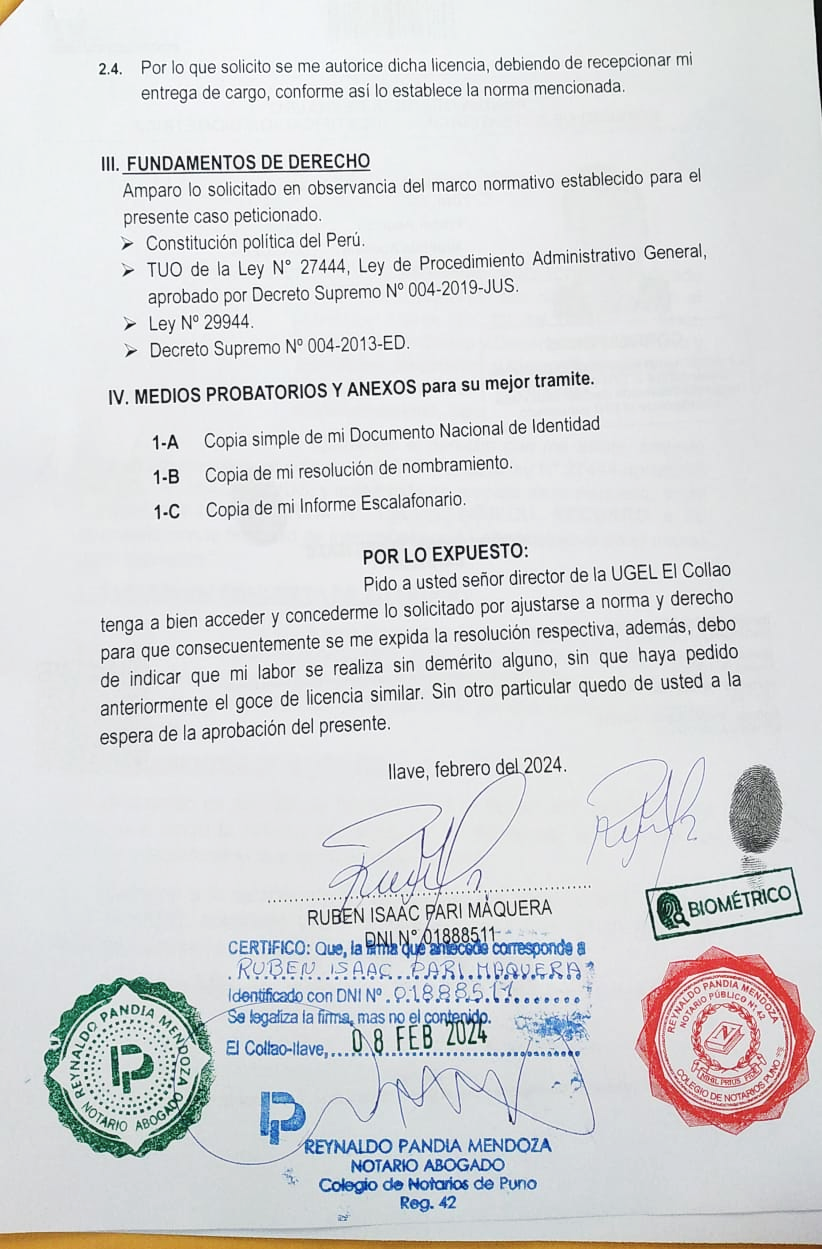 2.4. Por lo que solicito se me autorice dicha licencia, debiendo de recepcionar mi
entrega de cargo, conforme así lo establece la norma mencionada.
III. FUNDAMENTOS DE DERECHO
Amparo lo solicitado en observancia del marco normativo establecido para el
presente caso peticionado.
➤ Constitución política del Perú.
➤ TUO de la Ley N° 27444, Ley de Procedimiento Administrativo General,
aprobado por Decreto Supremo Nº 004-2019-JUS.
➤ Ley Nº 29944.
➤ Decreto Supremo Nº 004-2013-ED.
IV. MEDIOS PROBATORIOS Y ANEXOS para su mejor tramite.
1-A Copia simple de mi Documento Nacional de Identidad
1-B Copia de mi resolución de nombramiento.
1-C Copia de mi Informe Escalafonario.
POR LO EXPUESTO:
Pido a usted señor director de la UGEL El Collao
tenga a bien acceder y concederme lo solicitado por ajustarse a norma y derecho
para que consecuentemente se me expida la resolución respectiva, además, debo
de indicar que mi labor se realiza sin demérito alguno, sin que haya pedido
anteriormente el goce de licencia similar. Sin otro particular quedo de usted a la
espera de la aprobación del presente.
Ilave, febrero del 2024.
RUBEN ISAAC PARI MAQUERA
DNI N° 01888511
BIOMÉTRICO
CERTIFICO: Que, la firma que antecede corresponde a
RUBEN ISAAC PARI MAQUERA
Identificado con DNI Nº 01888511
Se legaliza la firma, mas no el contenido.
El Collao-Ilave, 08 FEB 2024
REYNALDO PANDIA MENDOZA
NOTARIO ABOGADO
REYNALDO PANDIA MENDOZA
NOTARIO PÚBLICO Nº 42
NIHIL PRIUS FIDE
COLEGIO DE NOTARIOS PUNO
REYNALDO PANDIA MENDOZA
NOTARIO ABOGADO
Colegio de Notarios de Puno
Reg. 42